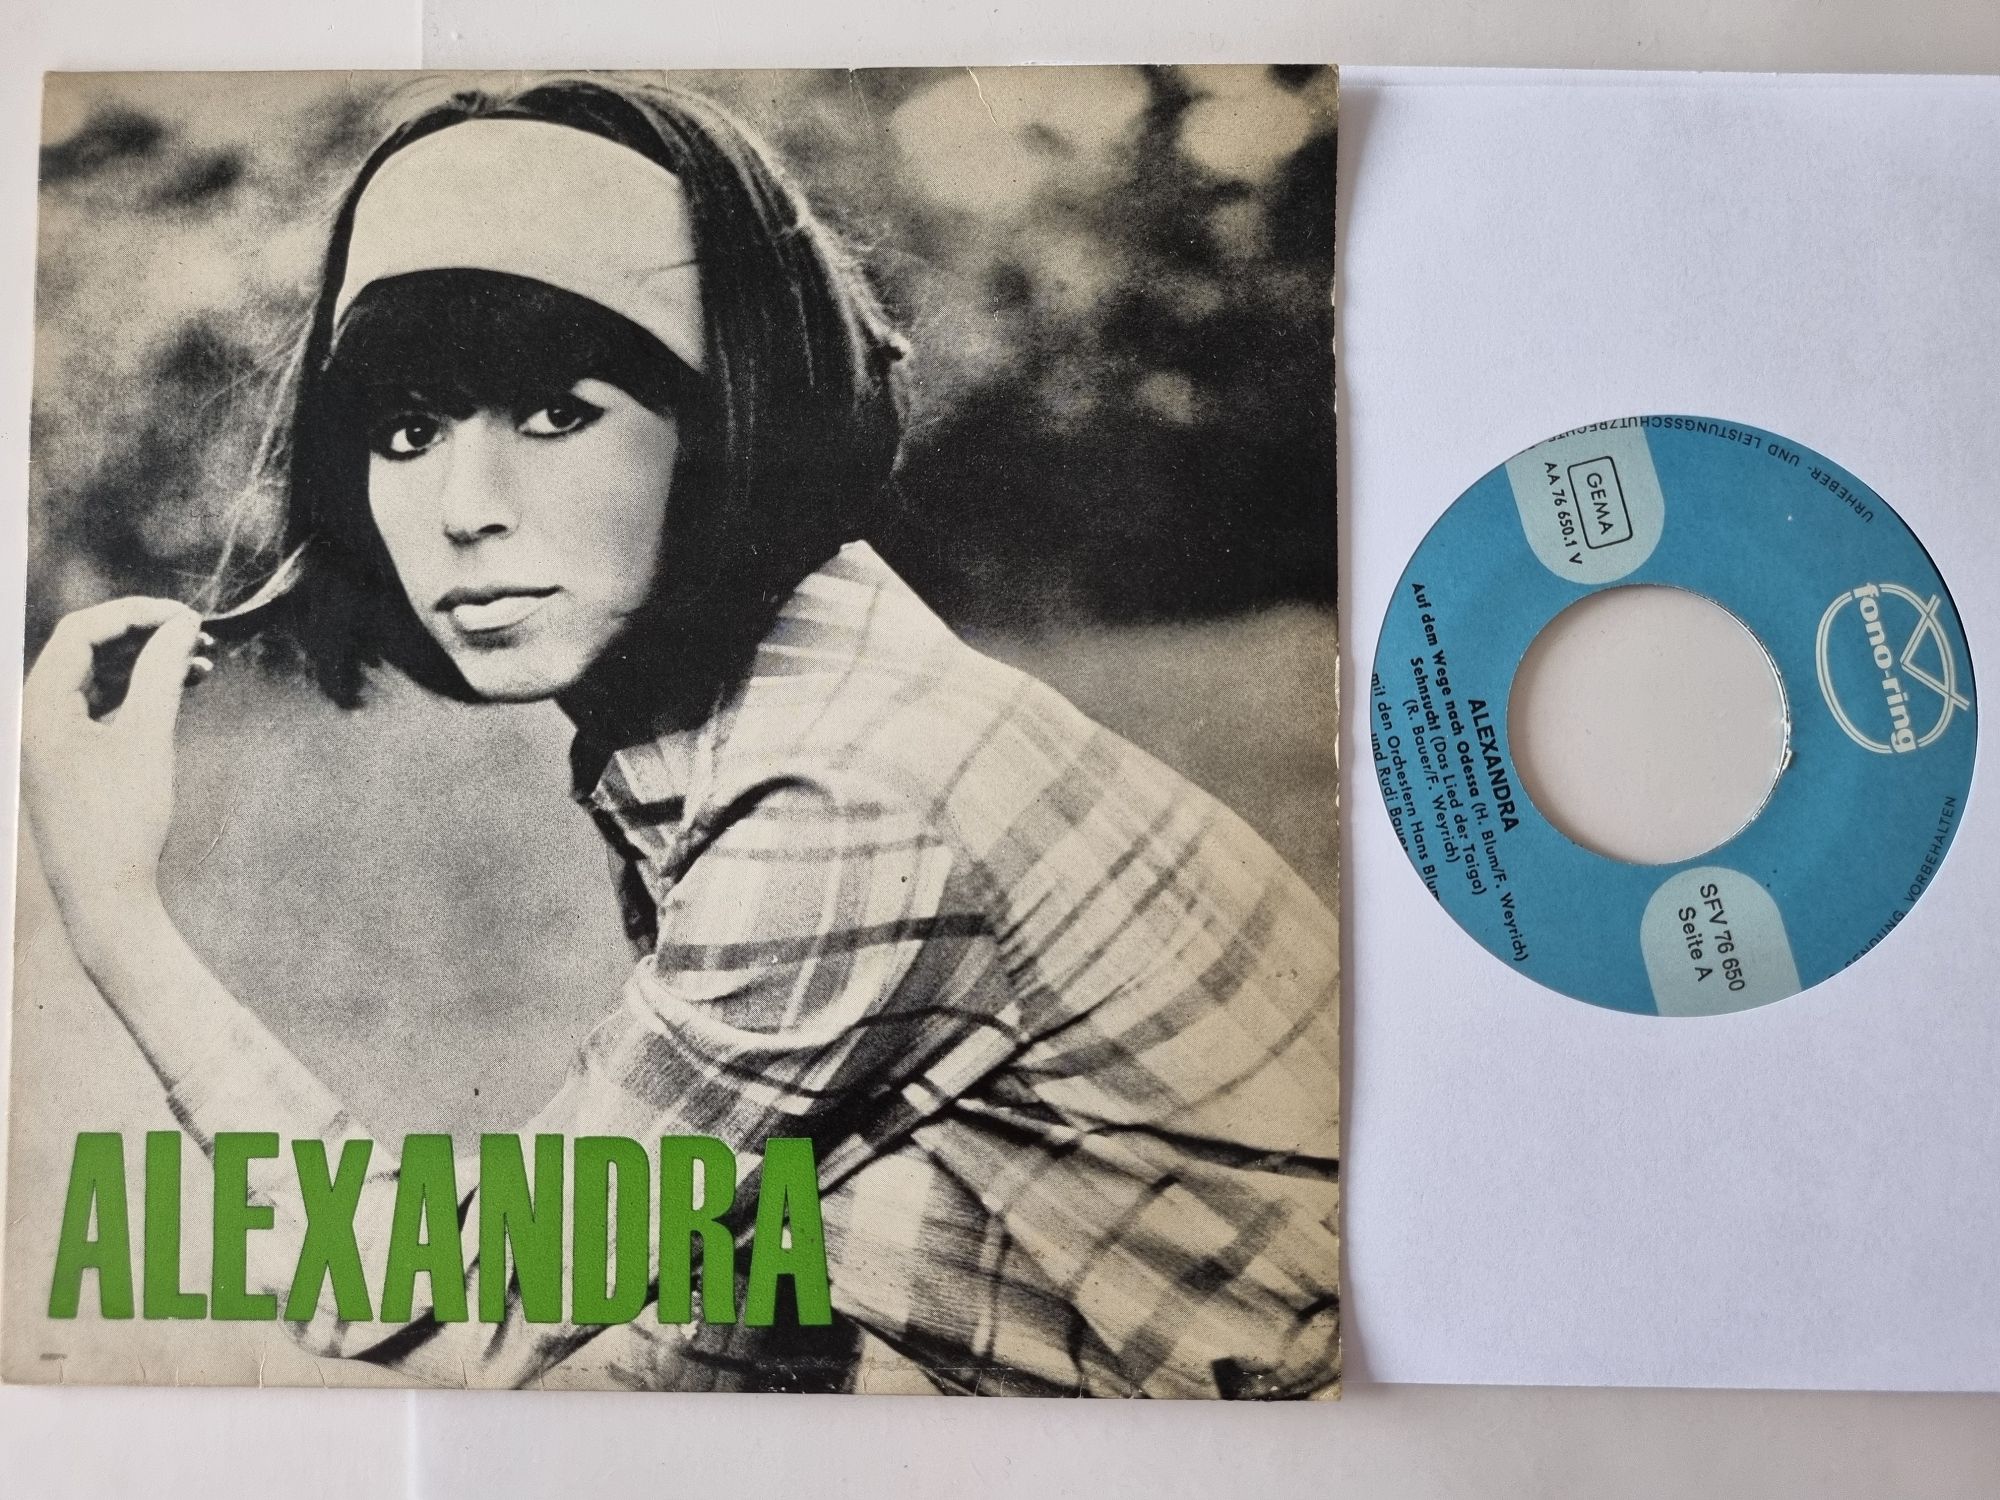 ALEXANDRA
fono-ring
URHEBER- UND LEISTUNGSSCHUTZRECHTE
SENDUNG VORBEHALTEN
GEMA
AA 76 650.1 V
SFV 76 650
Seite A
ALEXANDRA
Auf dem Wege nach Odessa (H. Blum/F. Weyrich)
Sehnsucht (Das Lied der Taiga)
(R. Bauer/F. Weyrich)
mit den Orchestern Hans Blum
und Rudi Bauer